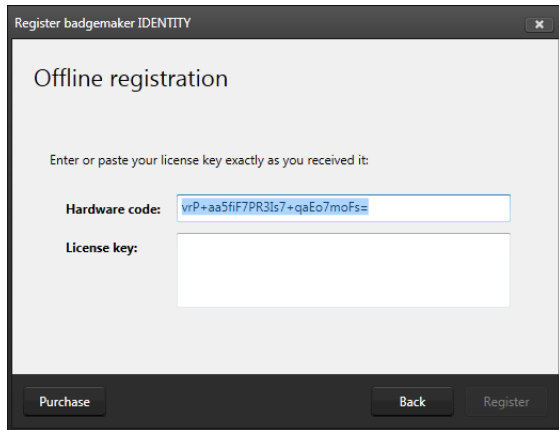 Register badgemaker IDENTITY
Offline registration
Enter or paste your license key exactly as you received it:
Hardware code: vrP+aa5fiF7PR3Is7+qaEo7moFs=
License key:
Purchase Back Register